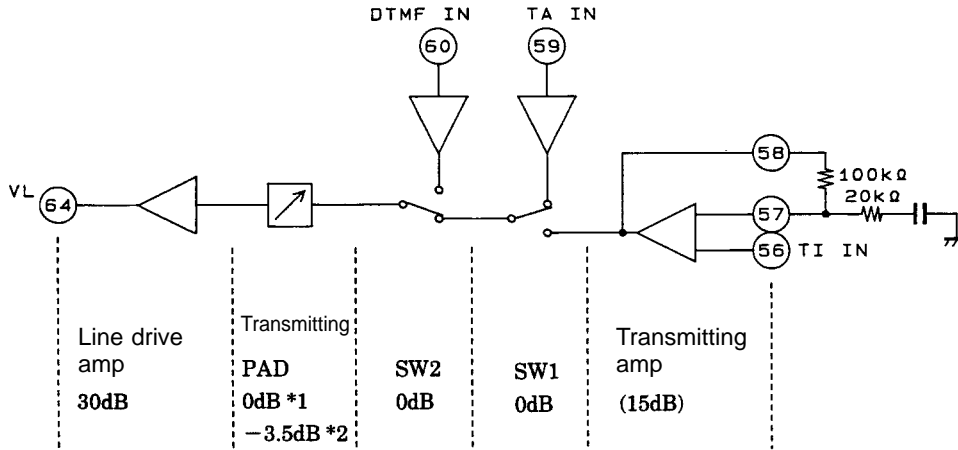 DTMF IN
TA IN
60
59
58
100kΩ
20kΩ
VL
64
57
56
TI IN
Line drive
amp
30dB
Transmitting
PAD
0dB *1
−3.5dB *2
SW2
0dB
SW1
0dB
Transmitting
amp
(15dB)